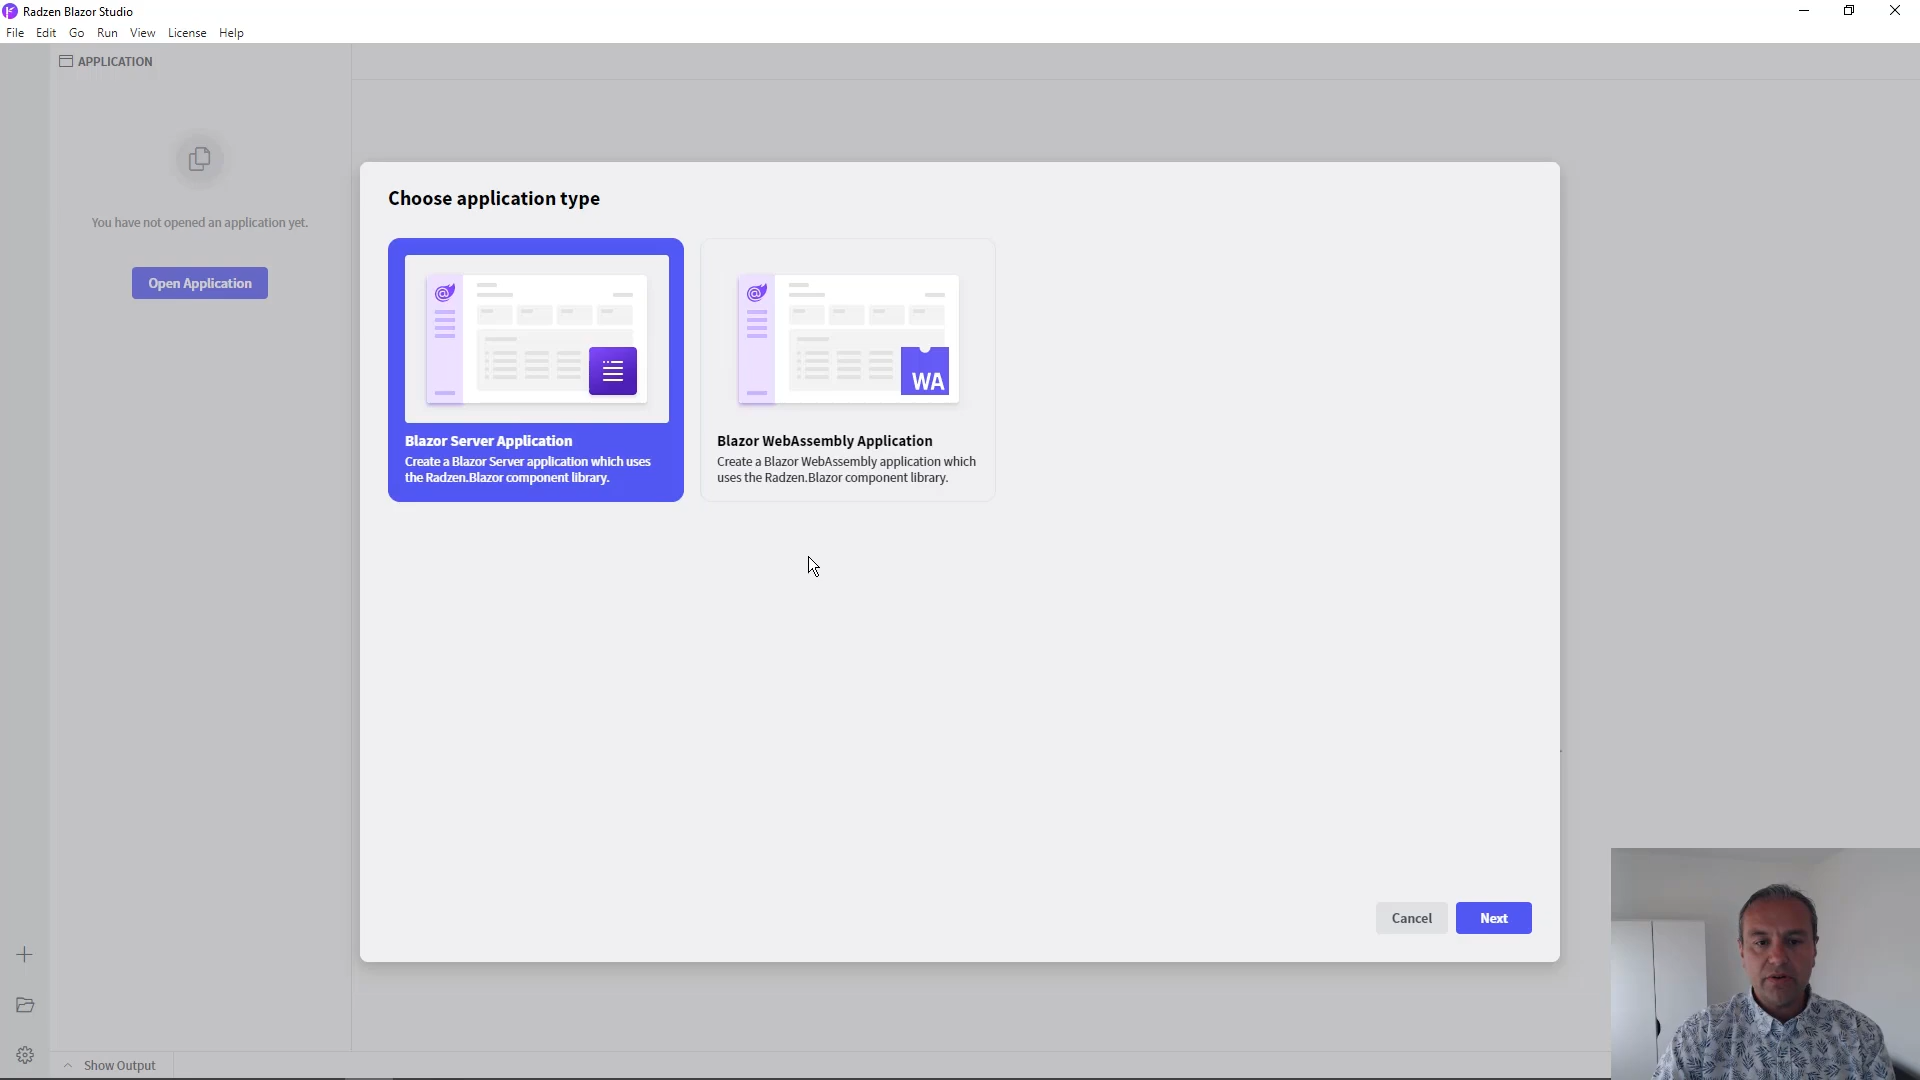 Radzen Blazor Studio
File Edit Go Run View License Help
APPLICATION
You have not opened an application yet.
Open Application
Choose application type
WA
Blazor Server Application
Create a Blazor Server application which uses
the Radzen.Blazor component library.
Blazor WebAssembly Application
Create a Blazor WebAssembly application which
uses the Radzen.Blazor component library.
Cancel
Next
Show Output